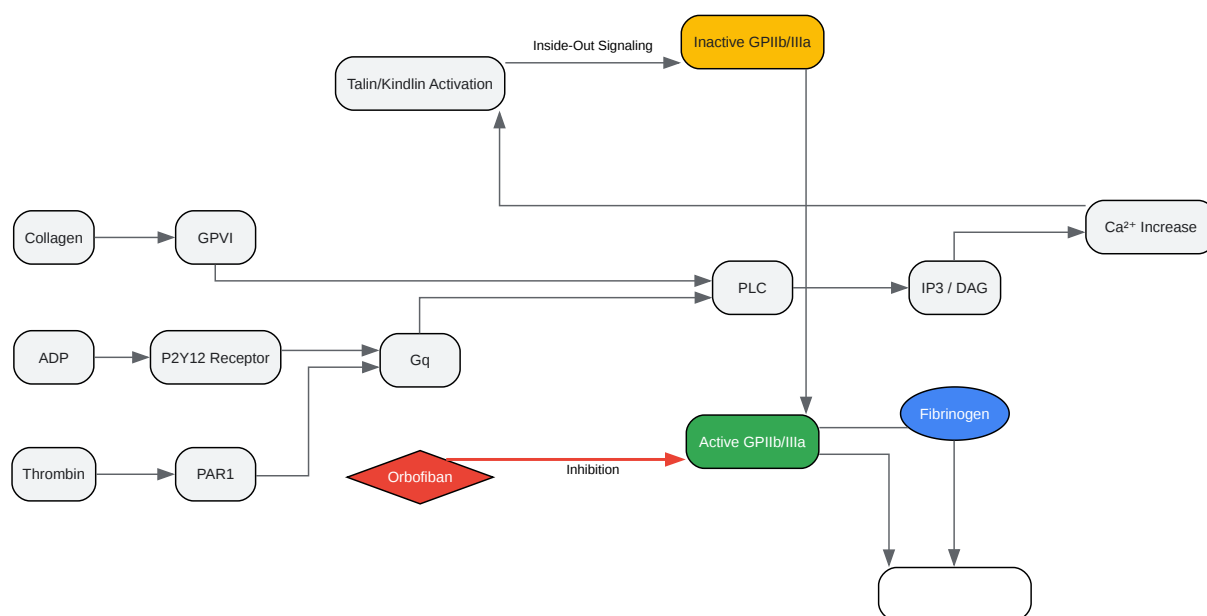 Inactive GPIIb/IIIa
Inside-Out Signaling
Talin/Kindlin Activation
Collagen
GPVI
Ca²⁺ Increase
PLC
IP3 / DAG
ADP
P2Y12 Receptor
Gq
Fibrinogen
Active GPIIb/IIIa
Thrombin
PAR1
Orbofiban
Inhibition